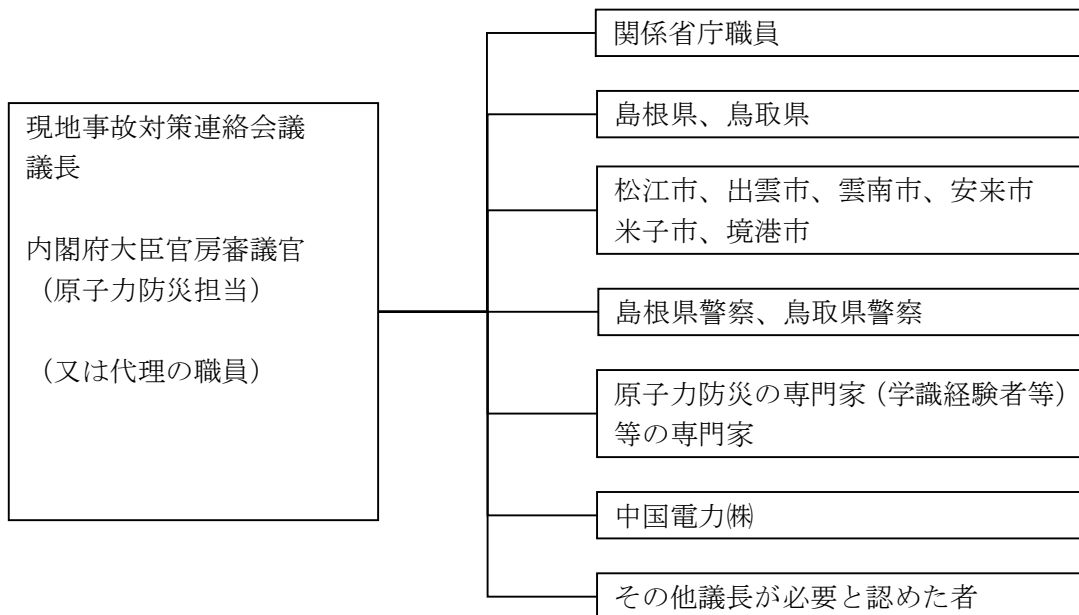 現地事故対策連絡会議
議長
内閣府大臣官房審議官
（原子力防災担当）
（又は代理の職員）
関係省庁職員
島根県、鳥取県
松江市、出雲市、雲南市、安来市
米子市、境港市
島根県警察、鳥取県警察
原子力防災の専門家（学識経験者等）
等の専門家
中国電力㈱
その他議長が必要と認めた者